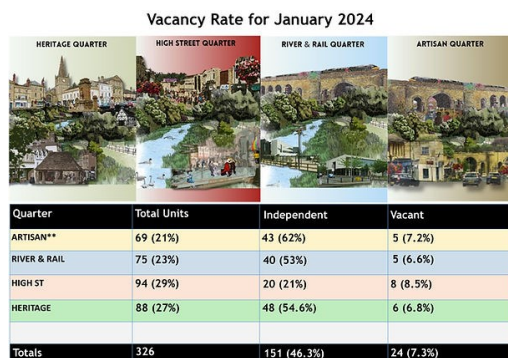 Vacancy Rate for January 2024
HERITAGE QUARTER HIGH STREET QUARTER RIVER & RAIL QUARTER ARTISAN QUARTER
Quarter Total Units Independent Vacant
ARTISAN** 69 (21%) 43 (62%) 5 (7.2%)
RIVER & RAIL 75 (23%) 40 (53%) 5 (6.6%)
HIGH ST 94 (29%) 20 (21%) 8 (8.5%)
HERITAGE 88 (27%) 48 (54.6%) 6 (6.8%)
Totals 326 151 (46.3%) 24 (7.3%)